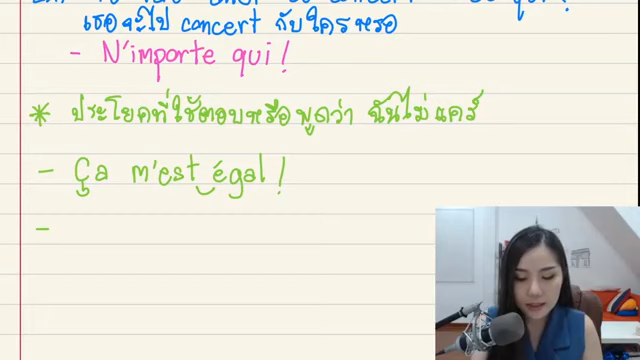 เธอจะไป concert กับใครหรอ
- N'importe qui !
* ประโยคที่ใช้ตอบหรือพูดว่า ฉันไม่แคร์
- Ça m'est égal !
-